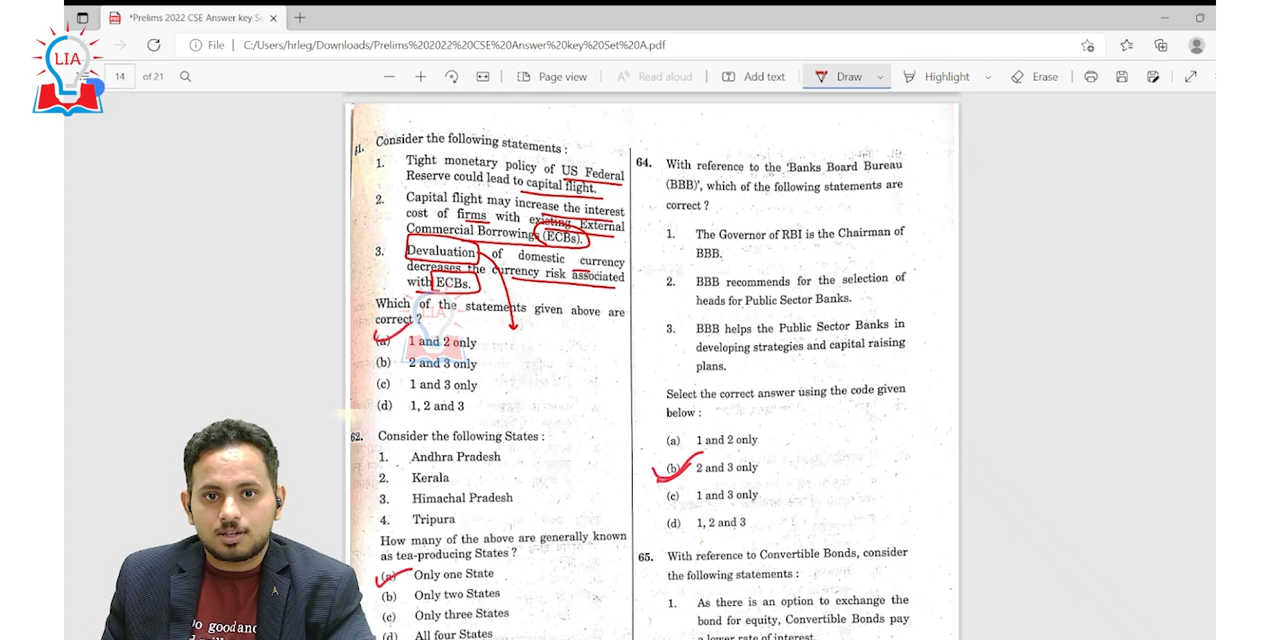 *Prelims 2022 CSE Answer key Se
File
C:/Users/hrleg/Downloads/Prelims%202022%20CSE%20Answer%20key%20Set%20A.pdf
LIA
14 of 21
Page view
Read aloud
Add text
Draw
Highlight
Erase
Consider the following statements :
1. Tight monetary policy of US Federal
Reserve could lead to capital flight.
2. Capital flight may increase the interest
cost of firms with existing External
Commercial Borrowings (ECBs).
3. Devaluation of domestic currency
decreases the currency risk associated
with ECBs.
Which of the statements given above are
correct ?
(a) 1 and 2 only
(b) 2 and 3 only
(c) 1 and 3 only
(d) 1, 2 and 3
62. Consider the following States :
1. Andhra Pradesh
2. Kerala
3. Himachal Pradesh
4. Tripura
How many of the above are generally known
as tea-producing States ?
(a) Only one State
(b) Only two States
(c) Only three States
(d) All four States
64. With reference to the 'Banks Board Bureau
(BBB)', which of the following statements are
correct ?
1. The Governor of RBI is the Chairman of
BBB.
2. BBB recommends for the selection of
heads for Public Sector Banks.
3. BBB helps the Public Sector Banks in
developing strategies and capital raising
plans.
Select the correct answer using the code given
below :
(a) 1 and 2 only
(b) 2 and 3 only
(c) 1 and 3 only
(d) 1, 2 and 3
65. With reference to Convertible Bonds, consider
the following statements :
1. As there is an option to exchange the
bond for equity, Convertible Bonds pay
a lower rate of interest.
LIA
good and